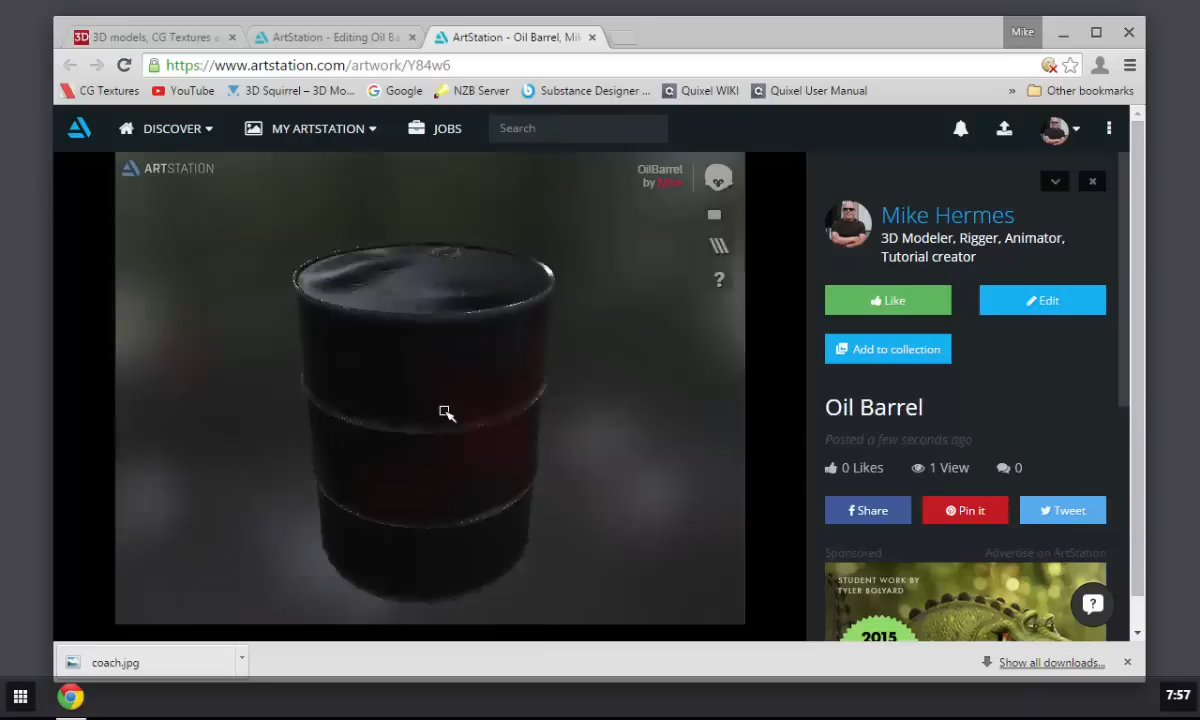 3D models, CG Textures
ArtStation - Editing Oil Ba
ArtStation - Oil Barrel, Mik
Mike
https://www.artstation.com/artwork/Y84w6
CG Textures
YouTube
3D Squirrel – 3D Mo...
Google
NZB Server
Substance Designer ...
Quixel WIKI
Quixel User Manual
»
Other bookmarks
DISCOVER
MY ARTSTATION
JOBS
Search
ARTSTATION
OilBarrel
by Mike
?
Mike Hermes
3D Modeler, Rigger, Animator,
Tutorial creator
Like
Edit
Add to collection
Oil Barrel
Posted a few seconds ago
0 Likes
1 View
0
Share
Pin it
Tweet
Sponsored
Advertise on ArtStation
STUDENT WORK BY
TYLER BOLYARD
2015
coach.jpg
Show all downloads...
7:57